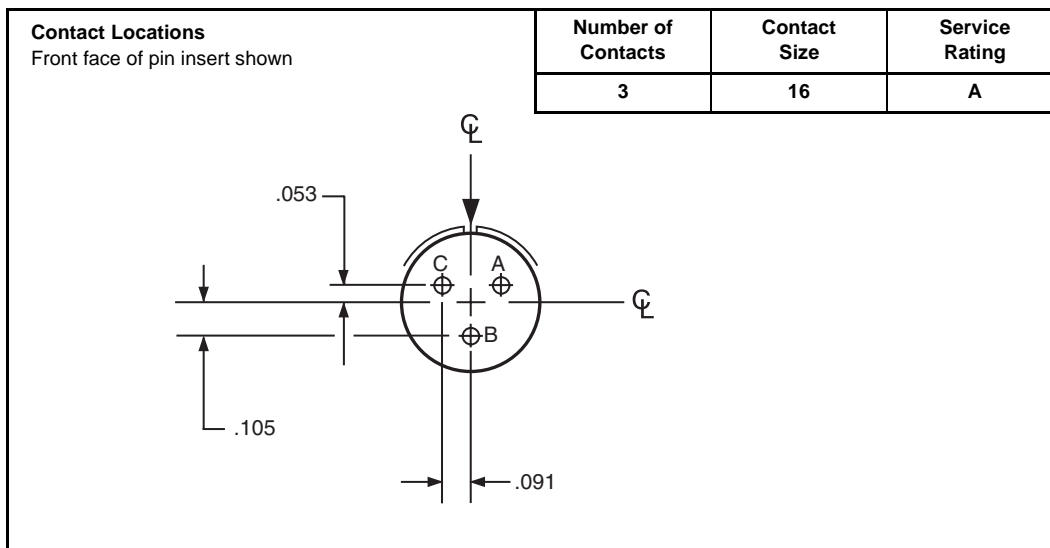 Contact Locations
Front face of pin insert shown
Number of
Contacts
Contact
Size
Service
Rating
3
16
A
℄
.053
C
A
℄
B
.105
.091